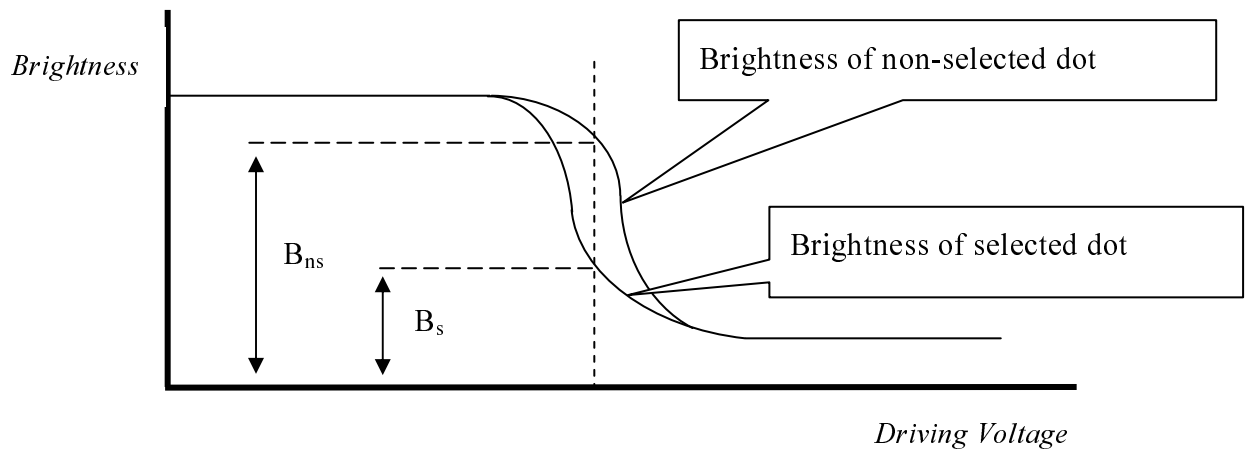 Brightness
Brightness of non-selected dot
Brightness of selected dot
Bns
Bs
Driving Voltage